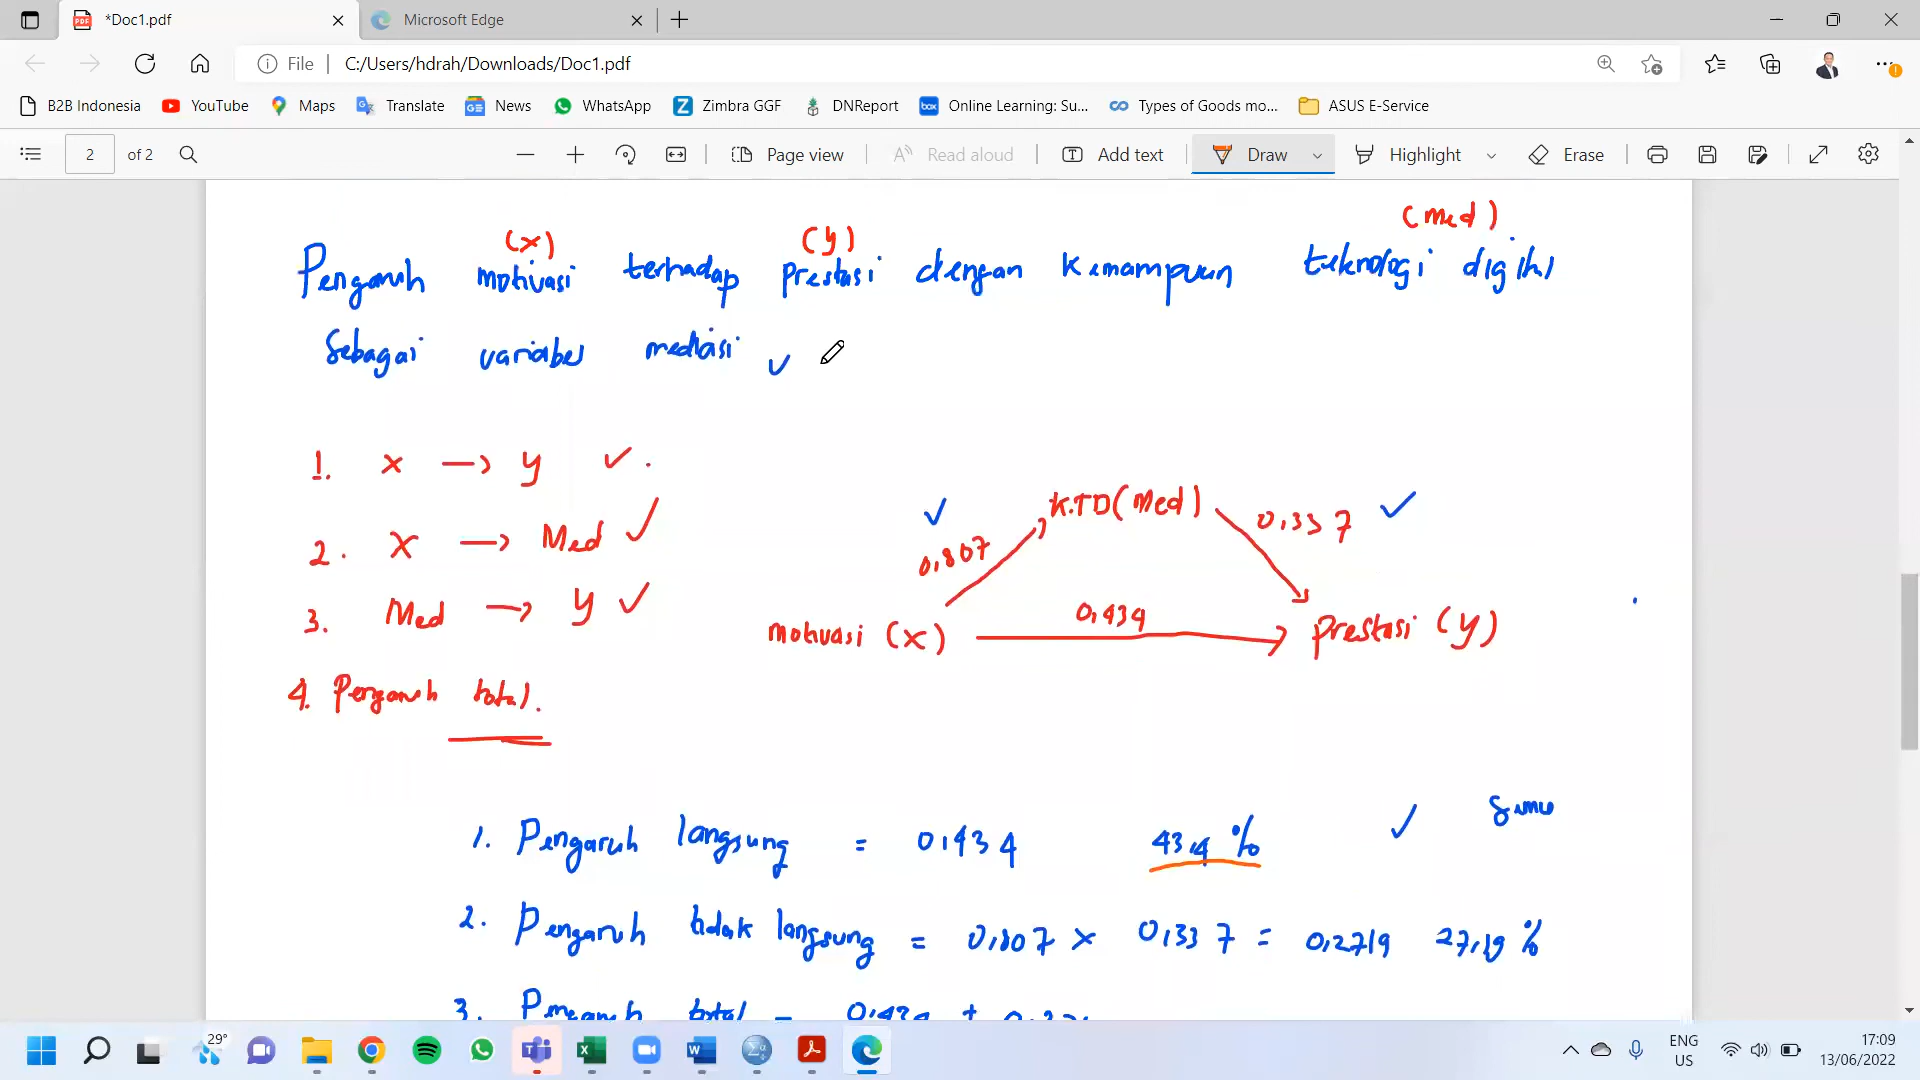 *Doc1.pdf
Microsoft Edge
File C:/Users/hdrah/Downloads/Doc1.pdf
B2B Indonesia YouTube Maps Translate News WhatsApp Zimbra GGF DNReport Online Learning: Su... Types of Goods mo... ASUS E-Service
2 of 2 Page view Read aloud Add text Draw Highlight Erase
(x) (y) (med)
Pengaruh motivasi terhadap prestasi dengan Kemampuan teknologi digital
Sebagai variabel mediasi ✓
1. x → y ✓
2. X → Med ✓
3. Med → y ✓
4. Pengaruh total.
✓ K.TD (Med) 0,337 ✓
0,807
0,434
motivasi (x) prestasi (y)
1. Pengaruh langsung = 0,434 43,4 % ✓
2. Pengaruh tidak langsung = 0,807 x 0,337 = 0,2719 27,19 %
3. Pengaruh total = 0,434 +
29°
ENG
US
17:09
13/06/2022